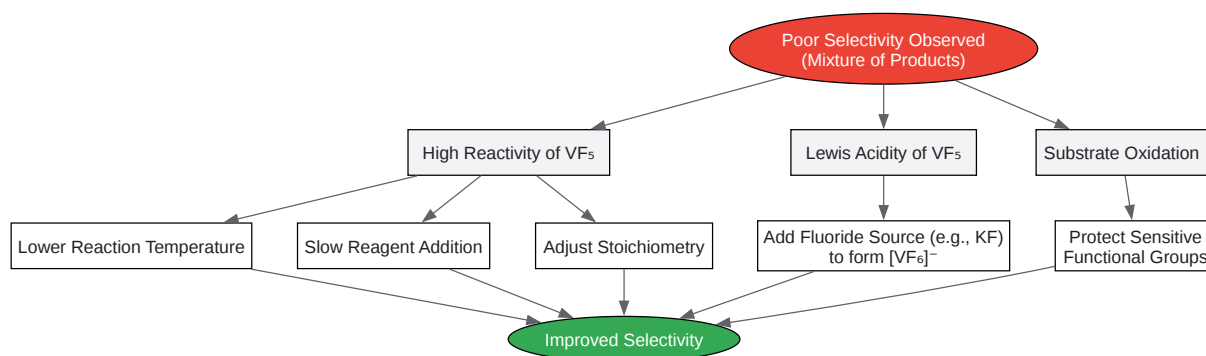 Poor Selectivity Observed
(Mixture of Products)
High Reactivity of VF₅
Lewis Acidity of VF₅
Substrate Oxidation
Lower Reaction Temperature
Slow Reagent Addition
Adjust Stoichiometry
Add Fluoride Source (e.g., KF)
to form [VF₆]⁻
Protect Sensitive
Functional Groups
Improved Selectivity